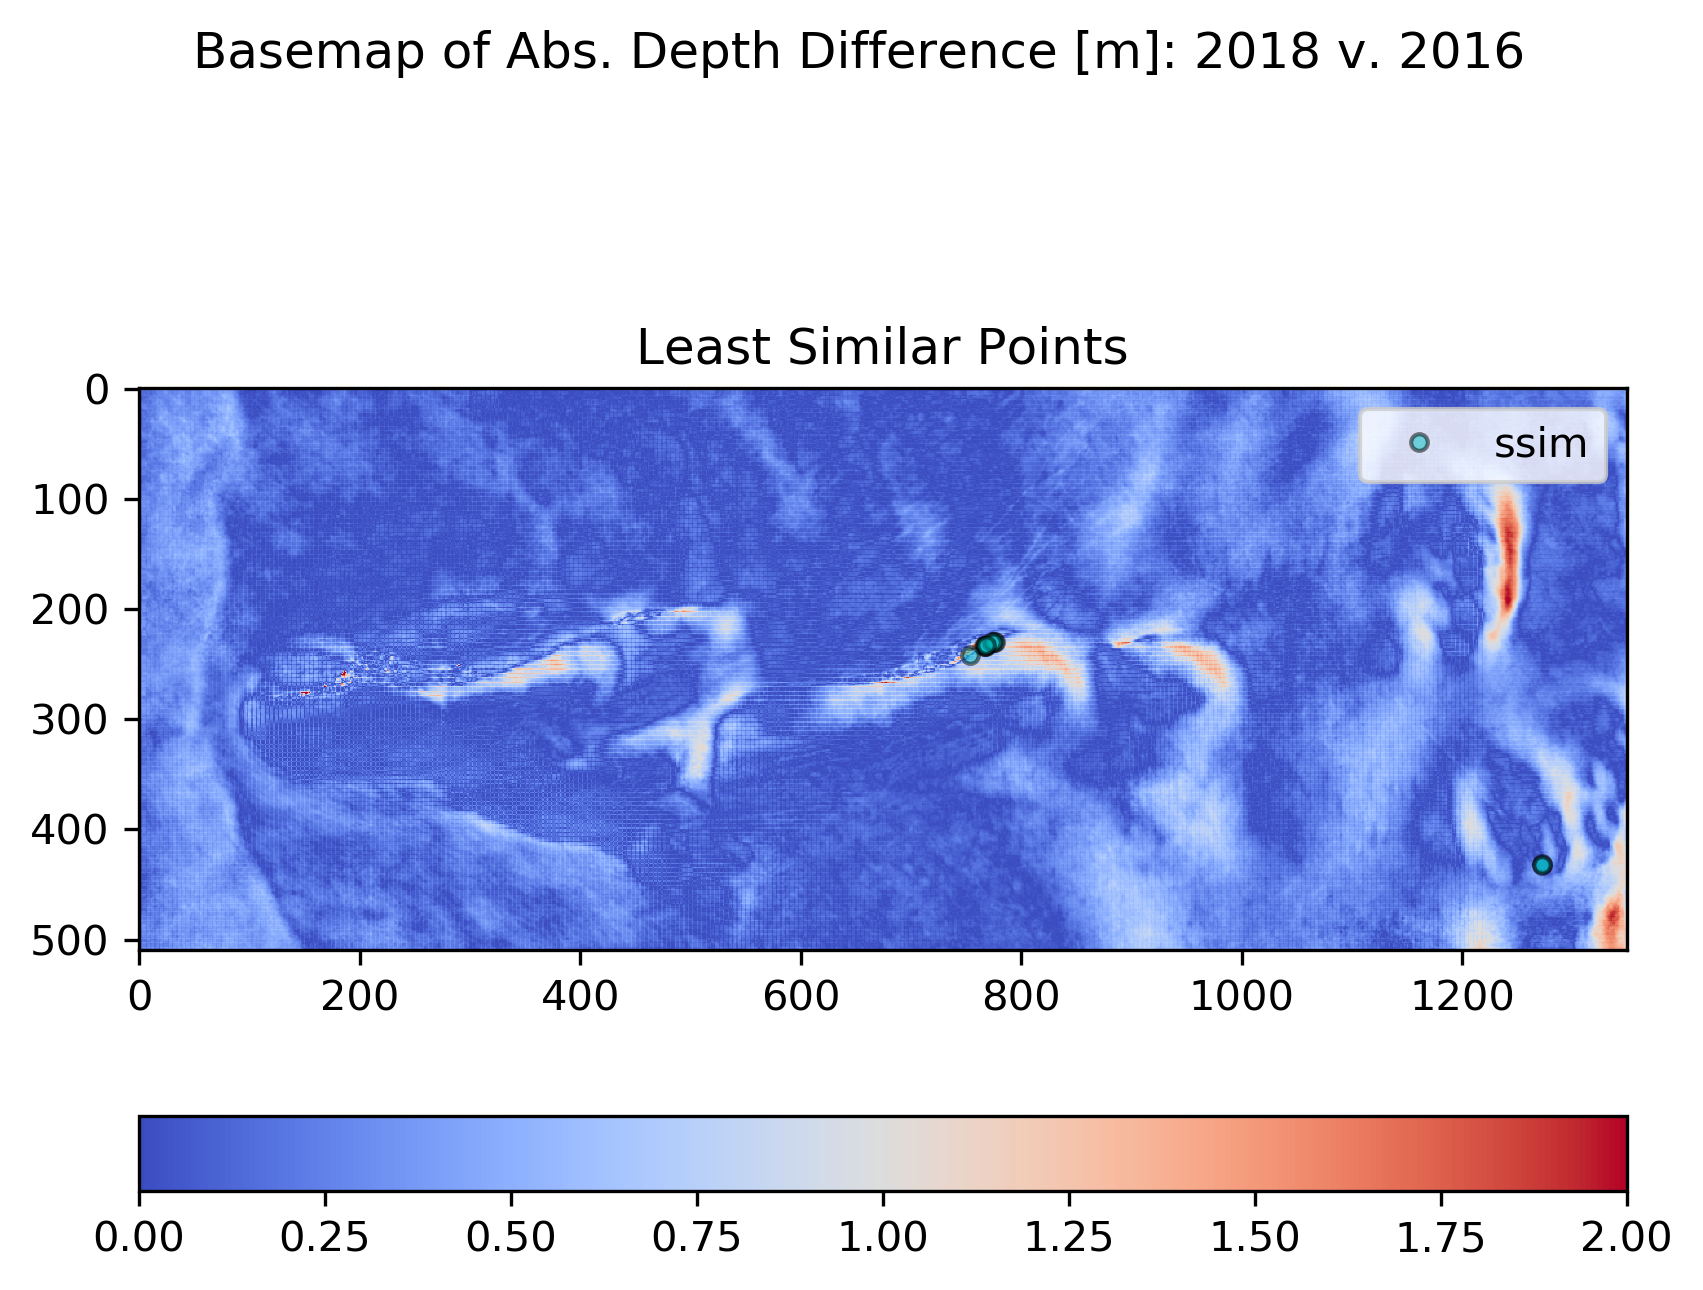 Basemap of Abs. Depth Difference [m]: 2018 v. 2016
Least Similar Points
ssim
0
100
200
300
400
500
0 200 400 600 800 1000 1200
0.00 0.25 0.50 0.75 1.00 1.25 1.50 1.75 2.00